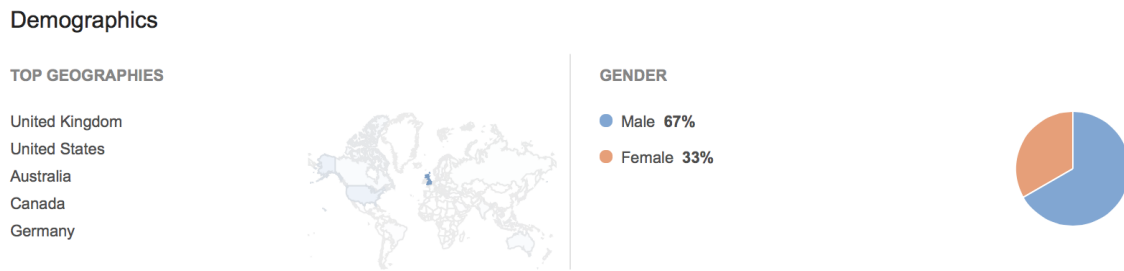 Demographics
TOP GEOGRAPHIES
United Kingdom
United States
Australia
Canada
Germany
GENDER
Male 67%
Female 33%